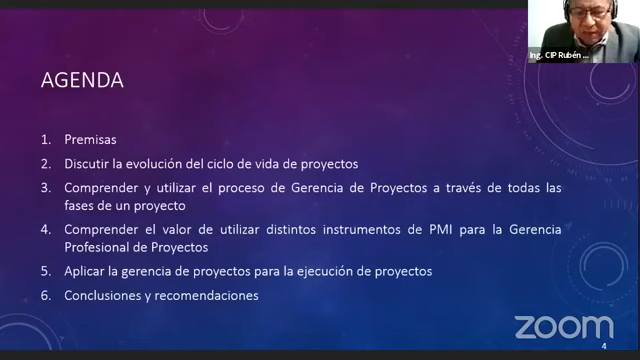 Ing. CIP Rubén ...
AGENDA
1. Premisas
2. Discutir la evolución del ciclo de vida de proyectos
3. Comprender y utilizar el proceso de Gerencia de Proyectos a través de todas las
fases de un proyecto
4. Comprender el valor de utilizar distintos instrumentos de PMI para la Gerencia
Profesional de Proyectos
5. Aplicar la gerencia de proyectos para la ejecución de proyectos
6. Conclusiones y recomendaciones
zoom
4